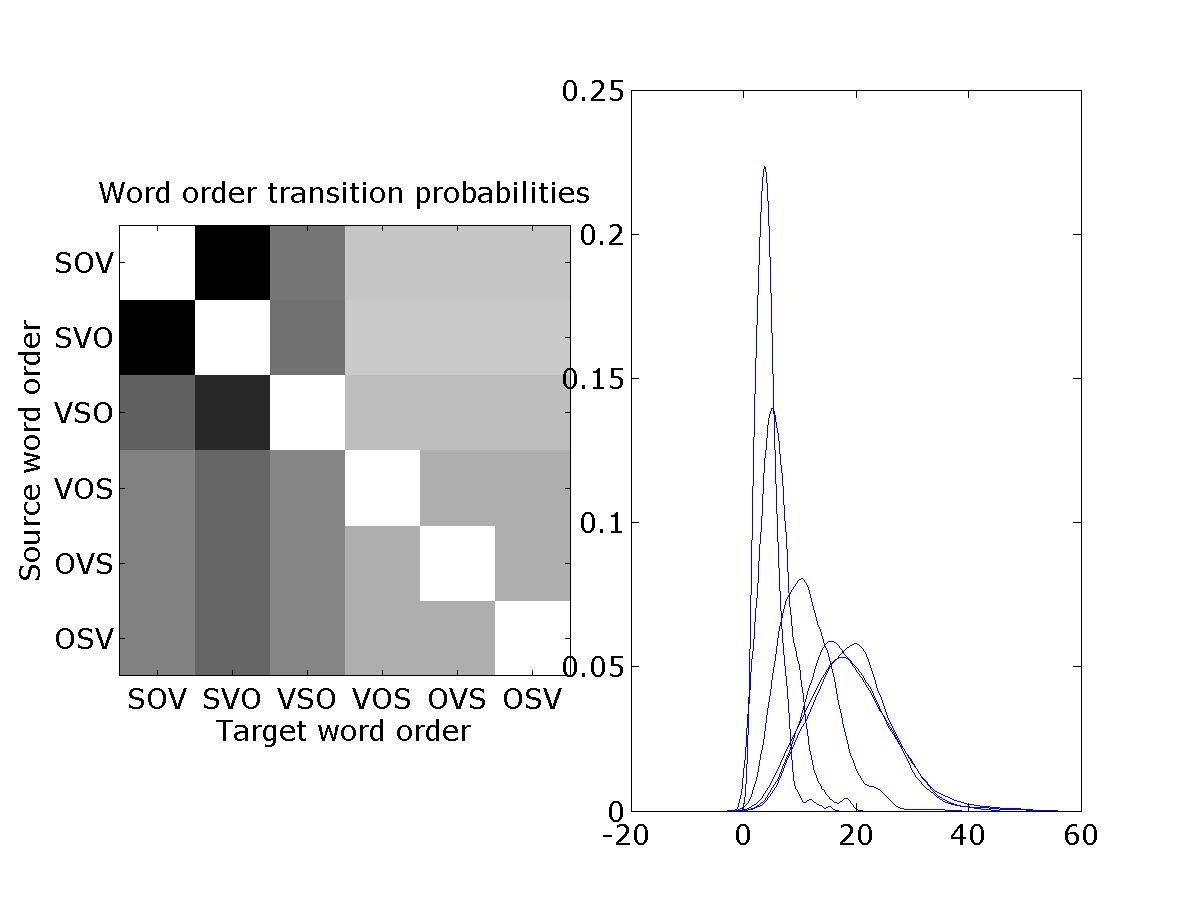 Word order transition probabilities
Source word order
SOV
SVO
VSO
VOS
OVS
OSV
SOV SVO VSO VOS OVS OSV
Target word order
0.25
0.2
0.15
0.1
0.05
0
-20 0 20 40 60